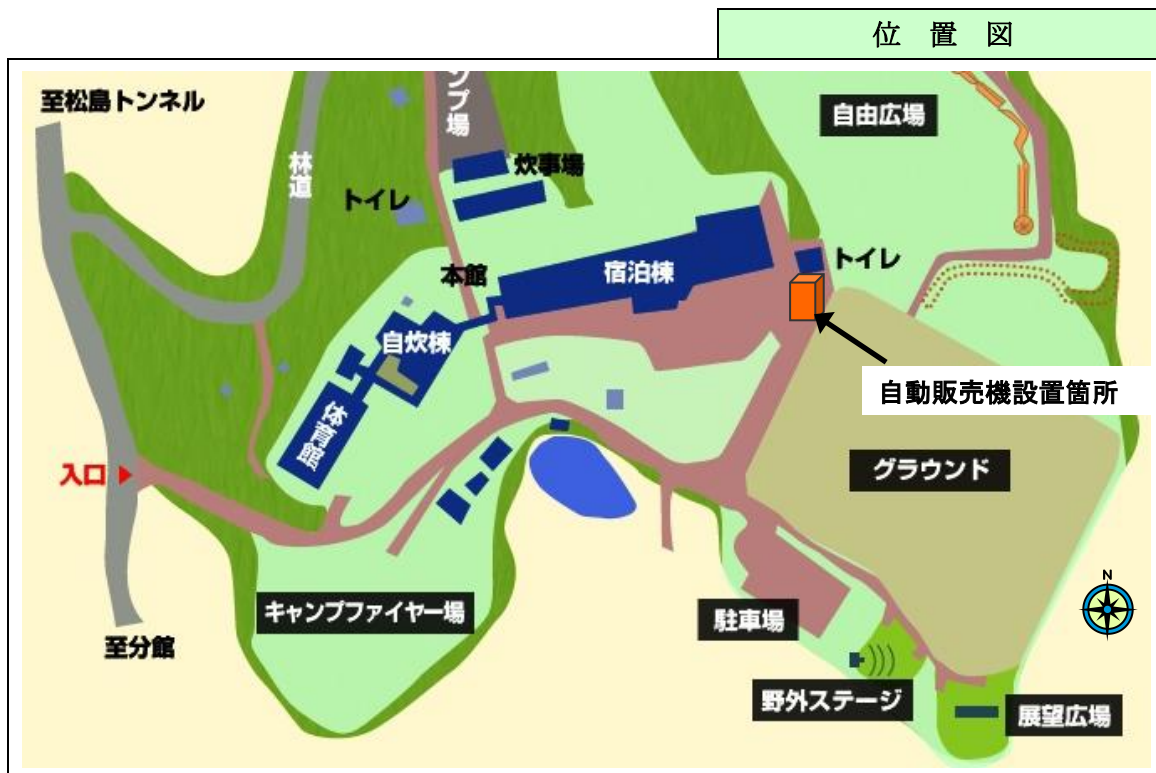 位置図
至松島トンネル
ンプ場
自由広場
林道
炊事場
トイレ
トイレ
本館
宿泊棟
自炊棟
自動販売機設置箇所
体育館
入口
グラウンド
N
キャンプファイヤー場
駐車場
至分館
野外ステージ
展望広場